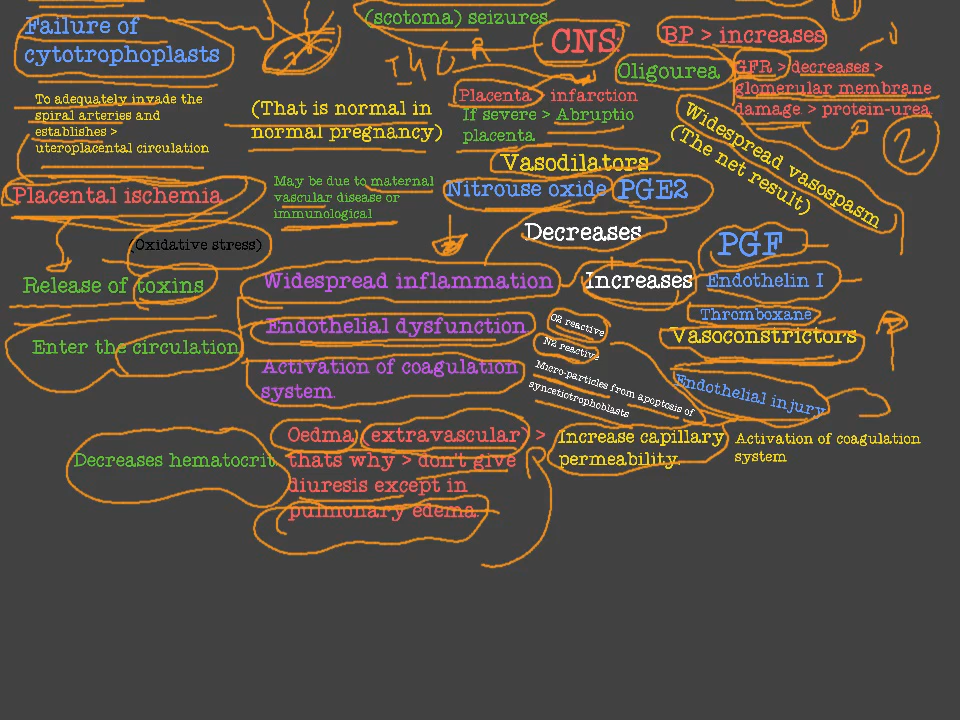 Failure of
cytotrophoplasts
(scotoma) seizures
IUGR
CNS.
BP > increases
Oligourea
GFR > decreases >
glomerular membrane
damage > protein-urea
2
To adequately invade the
spiral arteries and
establishes >
uteroplacental circulation
(That is normal in
normal pregnancy)
Placenta > infarction
If severe > Abruptio
placenta
Widespread vasospasm
(The net result)
Vasodilators
Nitrouse oxide
PGE2
Placental ischemia
May be due to maternal
vascular disease or
immunological
Decreases
PGF
(Oxidative stress)
Release of toxins
Widespread inflammation
Increases
Endothelin I
Thromboxane
Vasoconstrictors
Enter the circulation
Endothelial dysfunction
O2 reactive
N2 reactive
Micro-particles from apoptosis of
syncetiotrophoblasts
Activation of coagulation
system.
Endothelial injury
Decreases hematocrit
Oedma (extravascular) >
thats why > don't give
diuresis except in
pulmonary edema.
Increase capillary
permeability.
Activation of coagulation
system